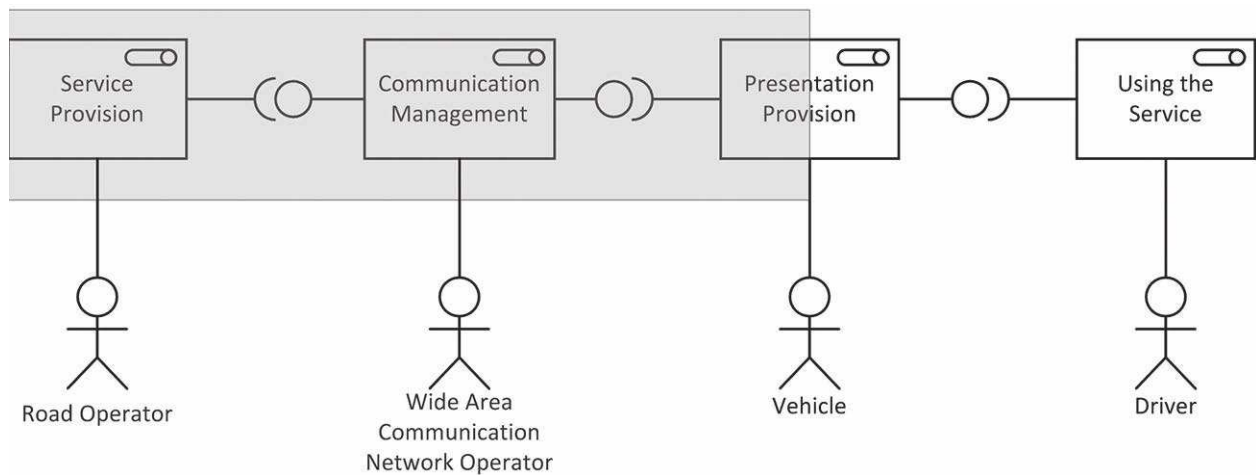 Service
Provision
Communication
Management
Presentation
Provision
Using the
Service
Road Operator
Wide Area
Communication
Network Operator
Vehicle
Driver